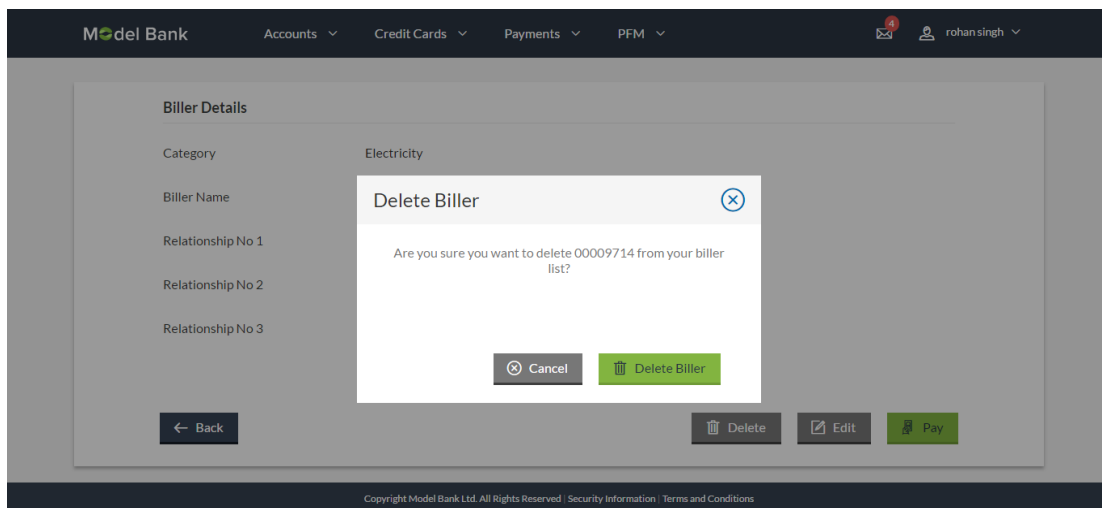 Model Bank Accounts Credit Cards Payments PFM 4 rohan singh
Biller Details
Category Electricity
Biller Name
Delete Biller
Relationship No 1
Are you sure you want to delete 00009714 from your biller
list?
Relationship No 2
Relationship No 3
Cancel Delete Biller
Back Delete Edit Pay
Copyright Model Bank Ltd. All Rights Reserved | Security Information | Terms and Conditions